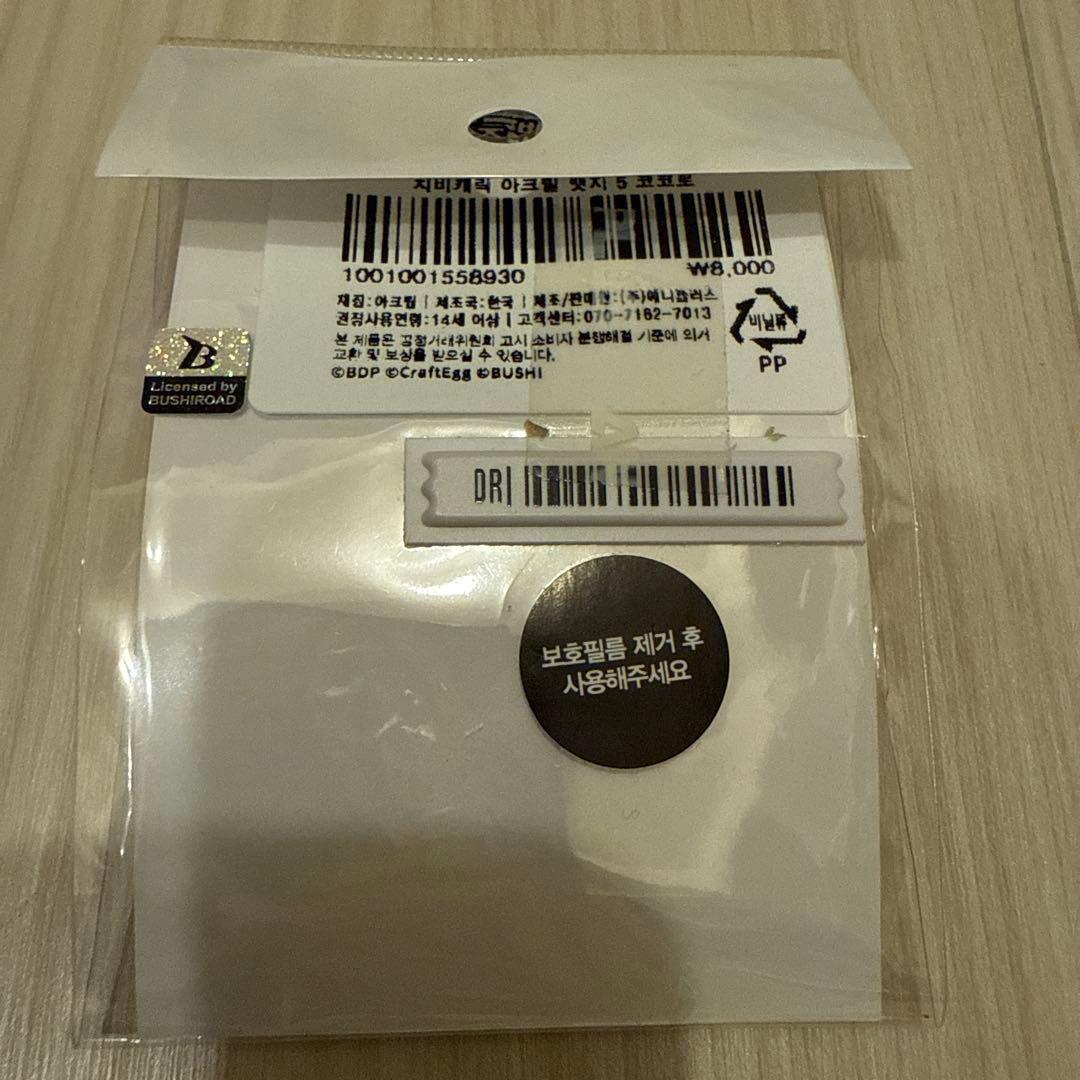 치비캐릭 아크릴 뱃지 5 코코로
1001001558930
₩8,000
재질:아크릴 | 제조국:한국 | 제조/판매원:(주)애니플러스
권장사용연령:14세 이상 | 고객센터:070-7162-7013
본 제품은 공정거래위원회 고시 소비자 분쟁해결 기준에 의거
교환 및 보상을 받으실 수 있습니다.
©BDP ©CraftEgg ©BUSHI
비닐류
PP
B
Licensed by
BUSHIROAD
DRI
보호필름 제거 후
사용해주세요